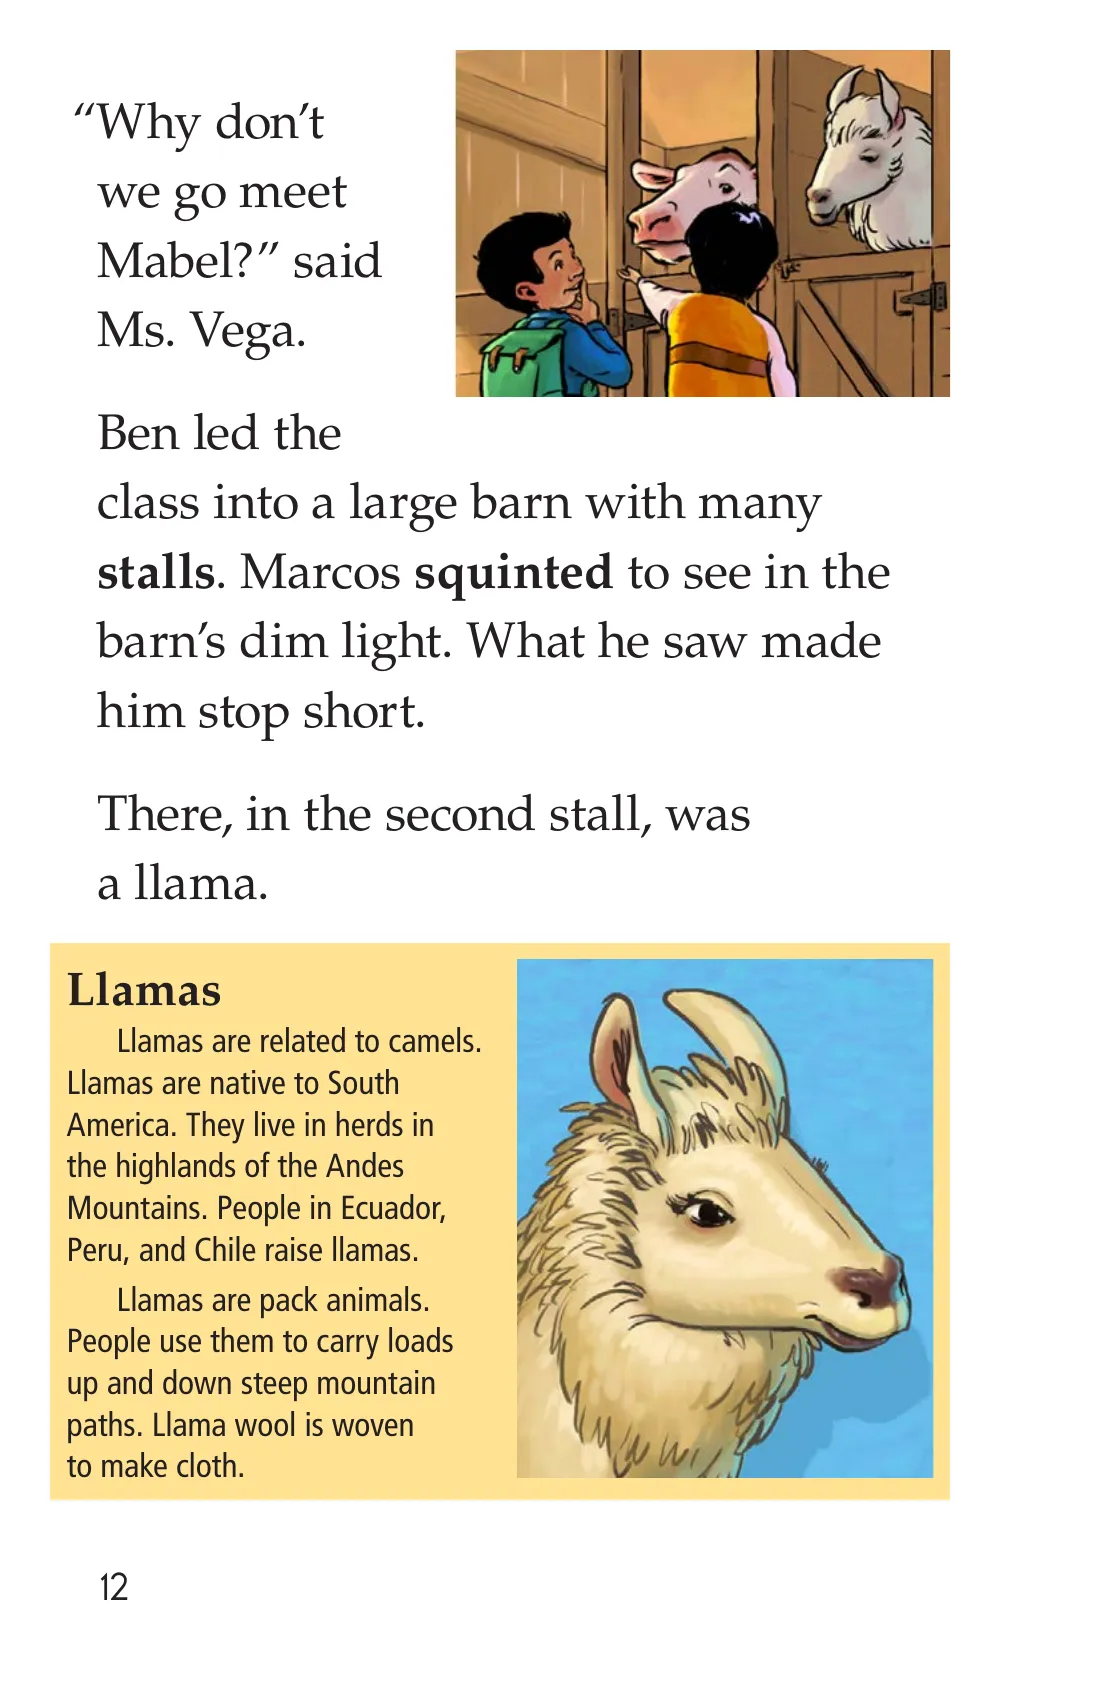 “Why don’t
we go meet
Mabel?” said
Ms. Vega.
Ben led the
class into a large barn with many
stalls. Marcos squinted to see in the
barn’s dim light. What he saw made
him stop short.
There, in the second stall, was
a llama.
Llamas
Llamas are related to camels.
Llamas are native to South
America. They live in herds in
the highlands of the Andes
Mountains. People in Ecuador,
Peru, and Chile raise llamas.
Llamas are pack animals.
People use them to carry loads
up and down steep mountain
paths. Llama wool is woven
to make cloth.
12